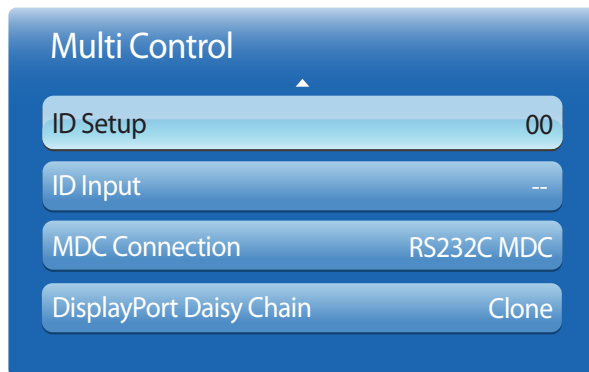 Multi Control
ID Setup 00
ID Input --
MDC Connection RS232C MDC
DisplayPort Daisy Chain Clone